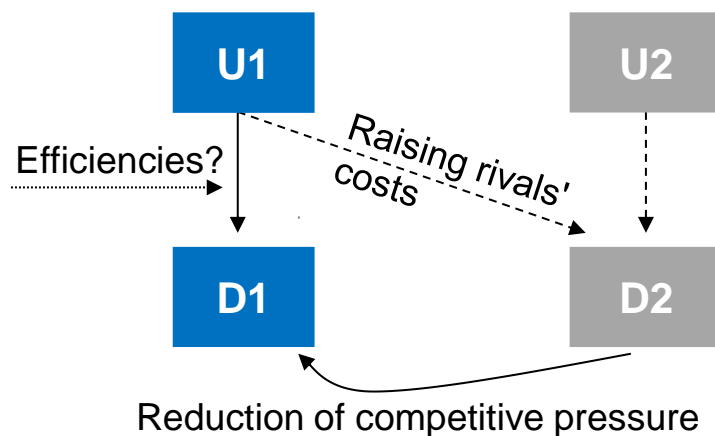 U1
U2
Raising rivals'
costs
Efficiencies?
D1
D2
Reduction of competitive pressure